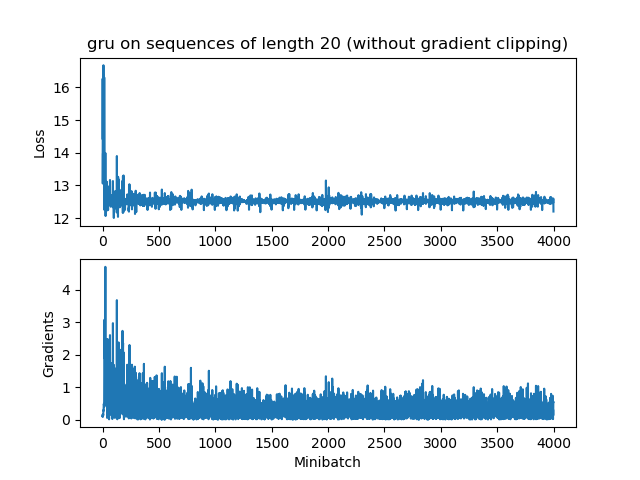 gru on sequences of length 20 (without gradient clipping)
16
15
14
13
12
Loss
0 500 1000 1500 2000 2500 3000 3500 4000
4
3
2
1
0
Gradients
0 500 1000 1500 2000 2500 3000 3500 4000
Minibatch